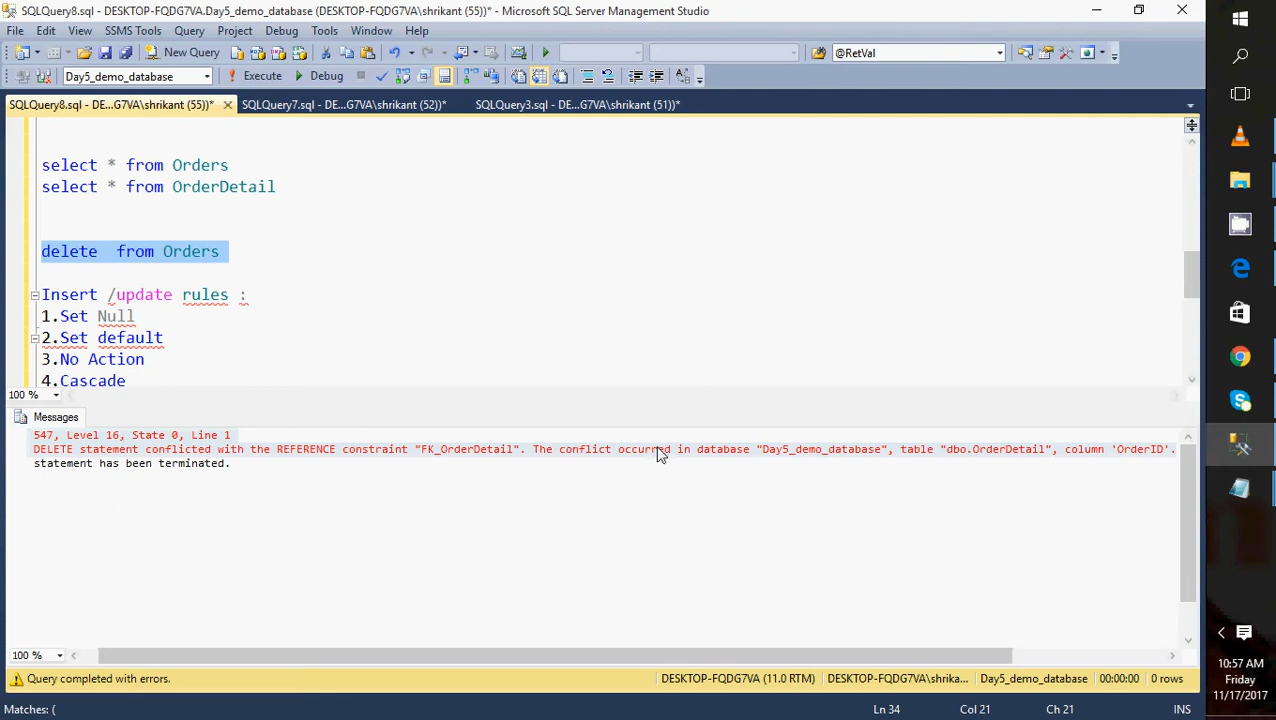 SQLQuery8.sql - DESKTOP-FQDG7VA.Day5_demo_database (DESKTOP-FQDG7VA\shrikant (55))* - Microsoft SQL Server Management Studio
File Edit View SSMS Tools Query Project Debug Tools Window Help
New Query @RetVal
Day5_demo_database Execute Debug
SQLQuery8.sql - DE...G7VA\shrikant (55))* SQLQuery7.sql - DE...G7VA\shrikant (52))* SQLQuery3.sql - DE...G7VA\shrikant (51))*
select * from Orders
select * from OrderDetail
delete  from Orders
Insert /update rules :
1.Set Null
2.Set default
3.No Action
4.Cascade
100 %
Messages
547, Level 16, State 0, Line 1
DELETE statement conflicted with the REFERENCE constraint "FK_OrderDetail". The conflict occurred in database "Day5_demo_database", table "dbo.OrderDetail", column 'OrderID'.
statement has been terminated.
100 %
Query completed with errors. DESKTOP-FQDG7VA (11.0 RTM) DESKTOP-FQDG7VA\shrika... Day5_demo_database 00:00:00 0 rows
Matches: ( Ln 34 Col 21 Ch 21 INS
10:57 AM
Friday
11/17/2017